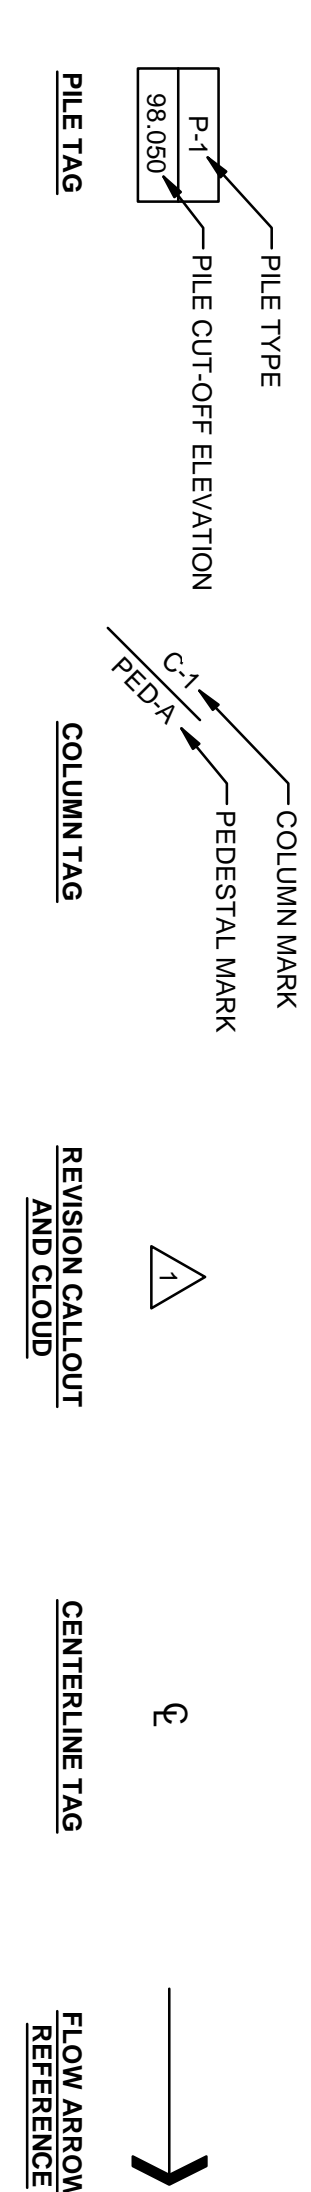 P-1
98.050
PILE TYPE
PILE CUT-OFF ELEVATION
PILE TAG
C-1
PED-A
COLUMN MARK
PEDESTAL MARK
COLUMN TAG
1
REVISION CALLOUT
AND CLOUD
℄
CENTERLINE TAG
FLOW ARROW
REFERENCE